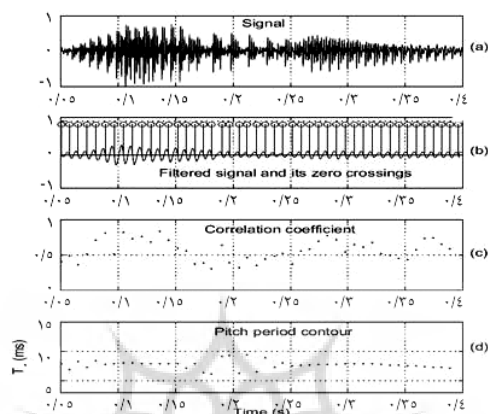 Signal
١
٠
-١
(a)
٠/٠٥ ٠/١ ٠/١٥ ٠/٢ ٠/٢٥ ٠/٣ ٠/٣٥ ٠/٤
١
٠
-١
(b)
Filtered signal and its zero crossings
٠/٠٥ ٠/١ ٠/١٥ ٠/٢ ٠/٢٥ ٠/٣ ٠/٣٥ ٠/٤
Correlation coefficient
١
٠/٥
٠
(c)
٠/٠٥ ٠/١ ٠/١٥ ٠/٢ ٠/٢٥ ٠/٣ ٠/٣٥ ٠/٤
Pitch period contour
١٥
١٠
٥
(d)
(ms)
٠/٠٥ ٠/١ ٠/١٥ ٠/٢ ٠/٢٥ ٠/٣ ٠/٣٥ ٠/٤
Time (s)